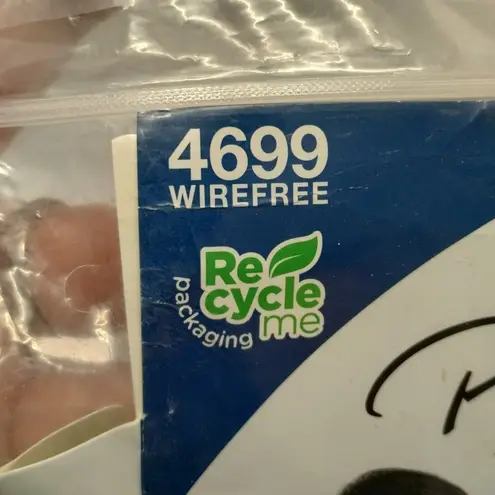 4699
WIREFREE
Re
cycle
me
packaging